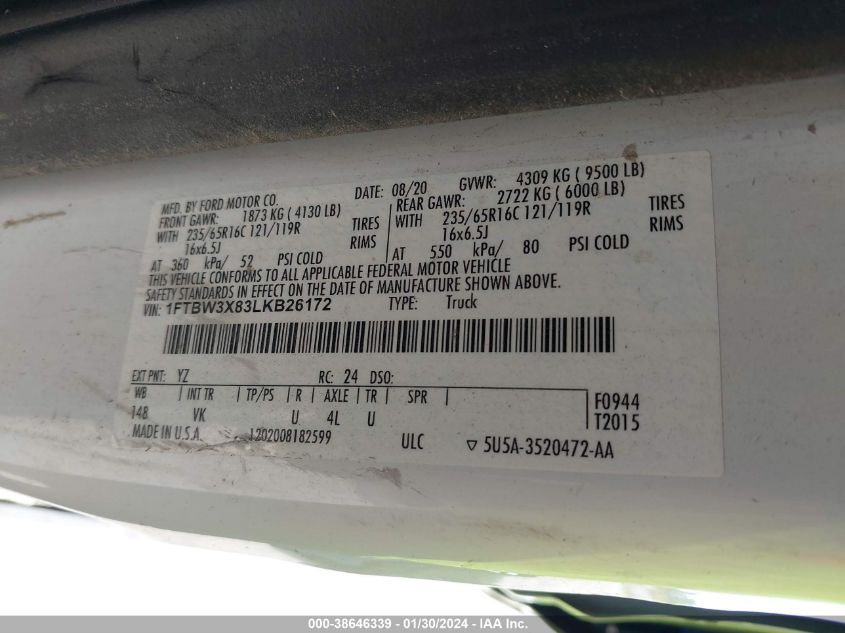 MFD. BY FORD MOTOR CO. DATE: 08/20 GVWR: 4309 KG ( 9500 LB)
FRONT GAWR: 1873 KG ( 4130 LB) REAR GAWR: 2722 KG ( 6000 LB)
WITH 235/65R16C 121/119R TIRES WITH 235/65R16C 121/119R TIRES
16x6.5J RIMS 16x6.5J RIMS
AT 360 kPa/ 52 PSI COLD AT 550 kPa/ 80 PSI COLD
THIS VEHICLE CONFORMS TO ALL APPLICABLE FEDERAL MOTOR VEHICLE
SAFETY STANDARDS IN EFFECT ON THE DATE OF MANUFACTURE SHOWN ABOVE.
VIN: 1FTBW3X83LKB26172 TYPE: Truck
EXT PNT: YZ RC: 24 DSO:
WB INT TR TP/PS R AXLE TR SPR F0944
148 VK U 4L U T2015
MADE IN U.S.A. 1202008182599 ULC ▽ 5U5A-3520472-AA
000-38646339 - 01/30/2024 - IAAI.COM